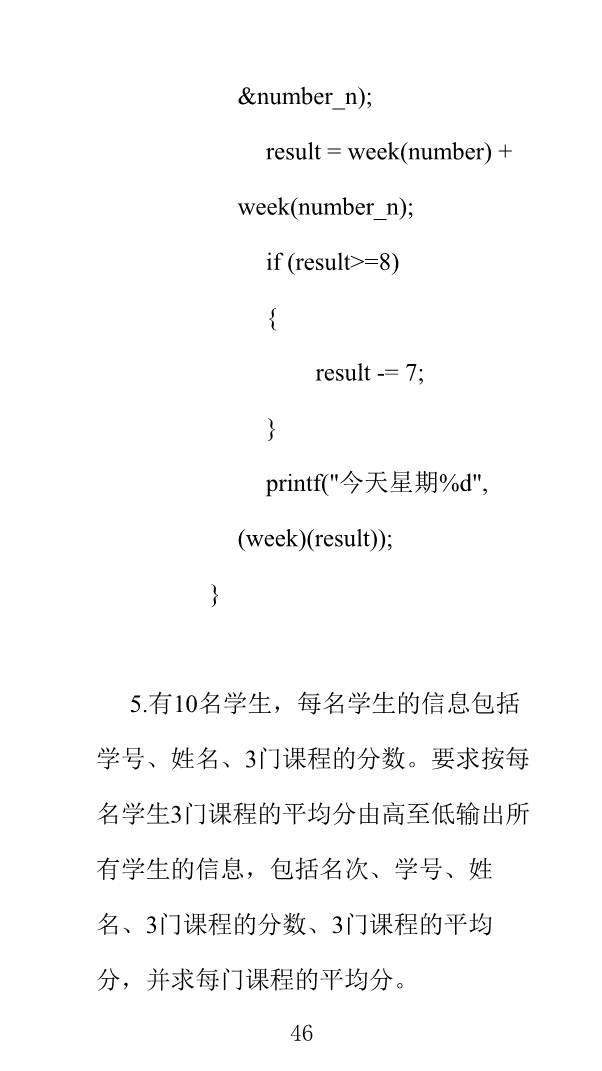 &number_n);
result = week(number) +
week(number_n);
if (result>=8)
{
result -= 7;
}
printf("今天星期%d",
(week)(result));
}
5.有10名学生，每名学生的信息包括
学号、姓名、3门课程的分数。要求按每
名学生3门课程的平均分由高至低输出所
有学生的信息，包括名次、学号、姓
名、3门课程的分数、3门课程的平均
分，并求每门课程的平均分。
46